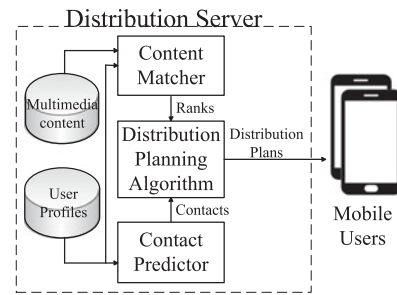 Distribution Server
Content
Matcher
Multimedia
content
Ranks
Distribution
Planning
Algorithm
Distribution
Plans
User
Profiles
Contacts
Contact
Predictor
Mobile
Users